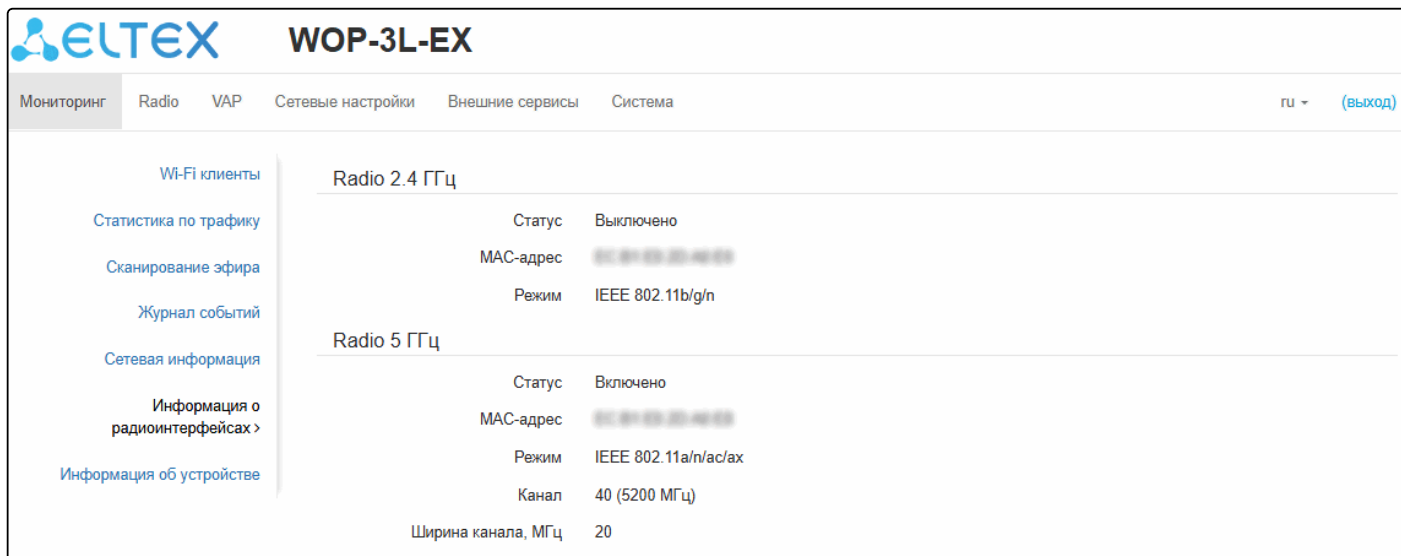 ELTEX WOP-3L-EX
Мониторинг Radio VAP Сетевые настройки Внешние сервисы Система ru (выход)
Wi-Fi клиенты
Статистика по трафику
Сканирование эфира
Журнал событий
Сетевая информация
Информация о
радиоинтерфейсах >
Информация об устройстве
Radio 2.4 ГГц
Статус Выключено
MAC-адрес
Режим IEEE 802.11b/g/n
Radio 5 ГГц
Статус Включено
MAC-адрес
Режим IEEE 802.11a/n/ac/ax
Канал 40 (5200 МГц)
Ширина канала, МГц 20